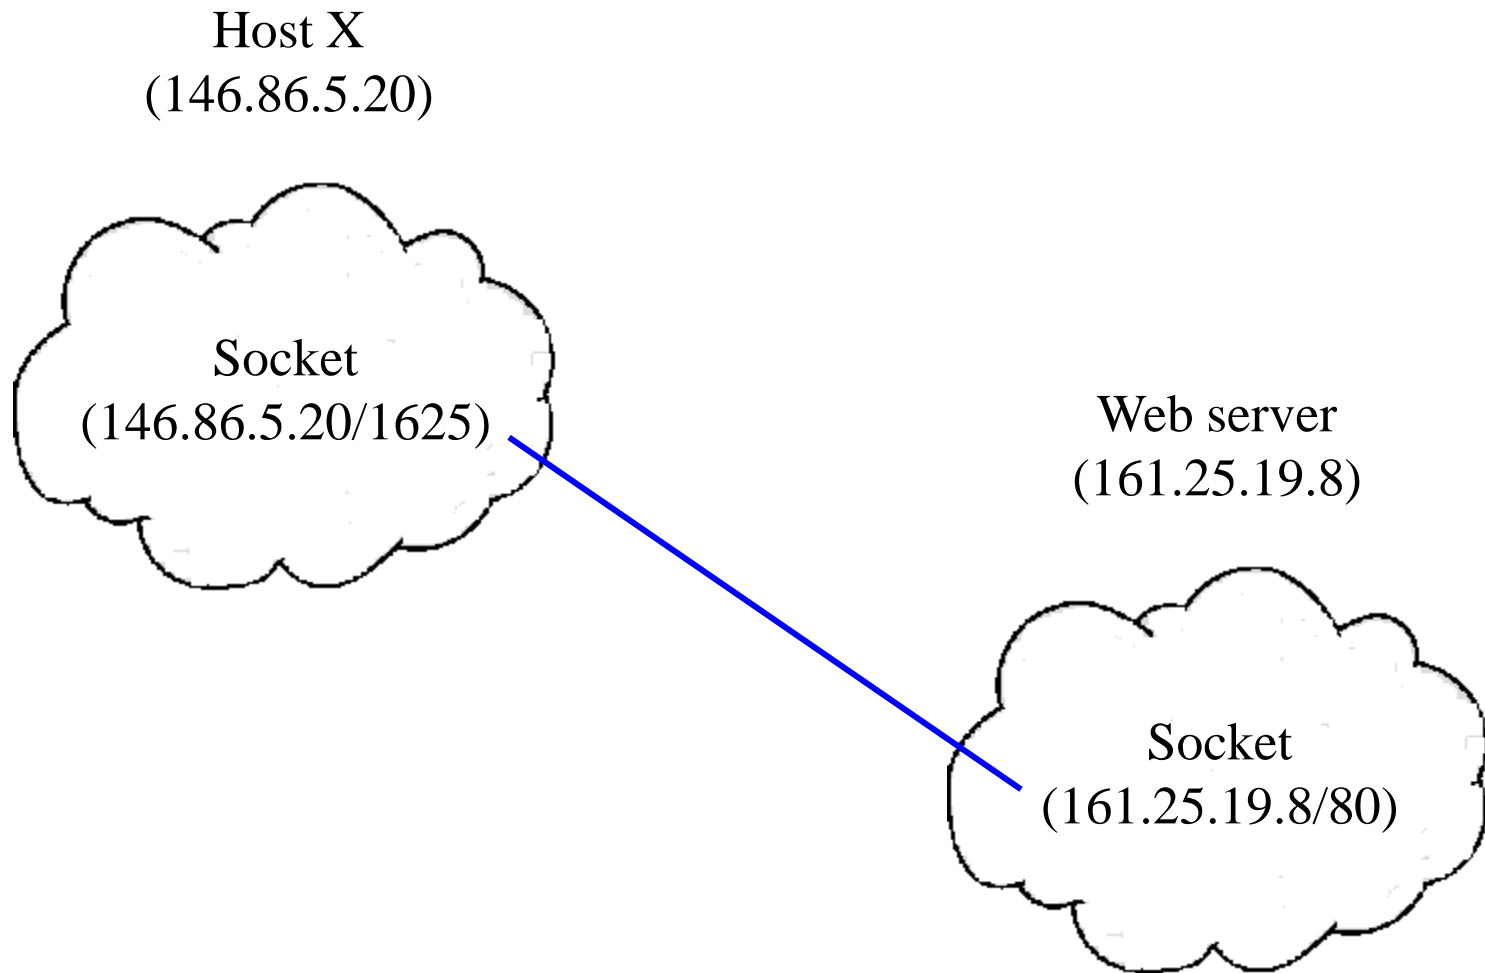 Host X
(146.86.5.20)
Socket
(146.86.5.20/1625)
Web server
(161.25.19.8)
Socket
(161.25.19.8/80)